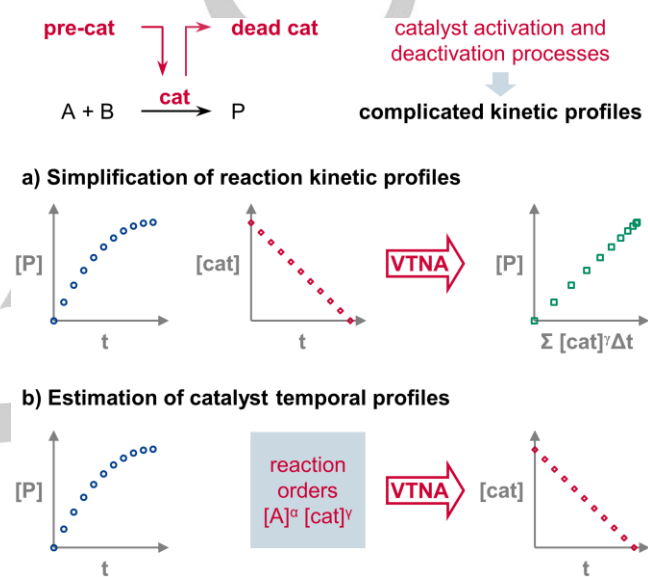 pre-cat dead cat
cat
A + B P
catalyst activation and
deactivation processes
complicated kinetic profiles
a) Simplification of reaction kinetic profiles
[P]
t
[cat]
t
VTNA
[P]
Σ [cat]ᵞΔt
b) Estimation of catalyst temporal profiles
[P]
t
reaction
orders
[A]ᵅ [cat]ᵞ
VTNA
[cat]
t